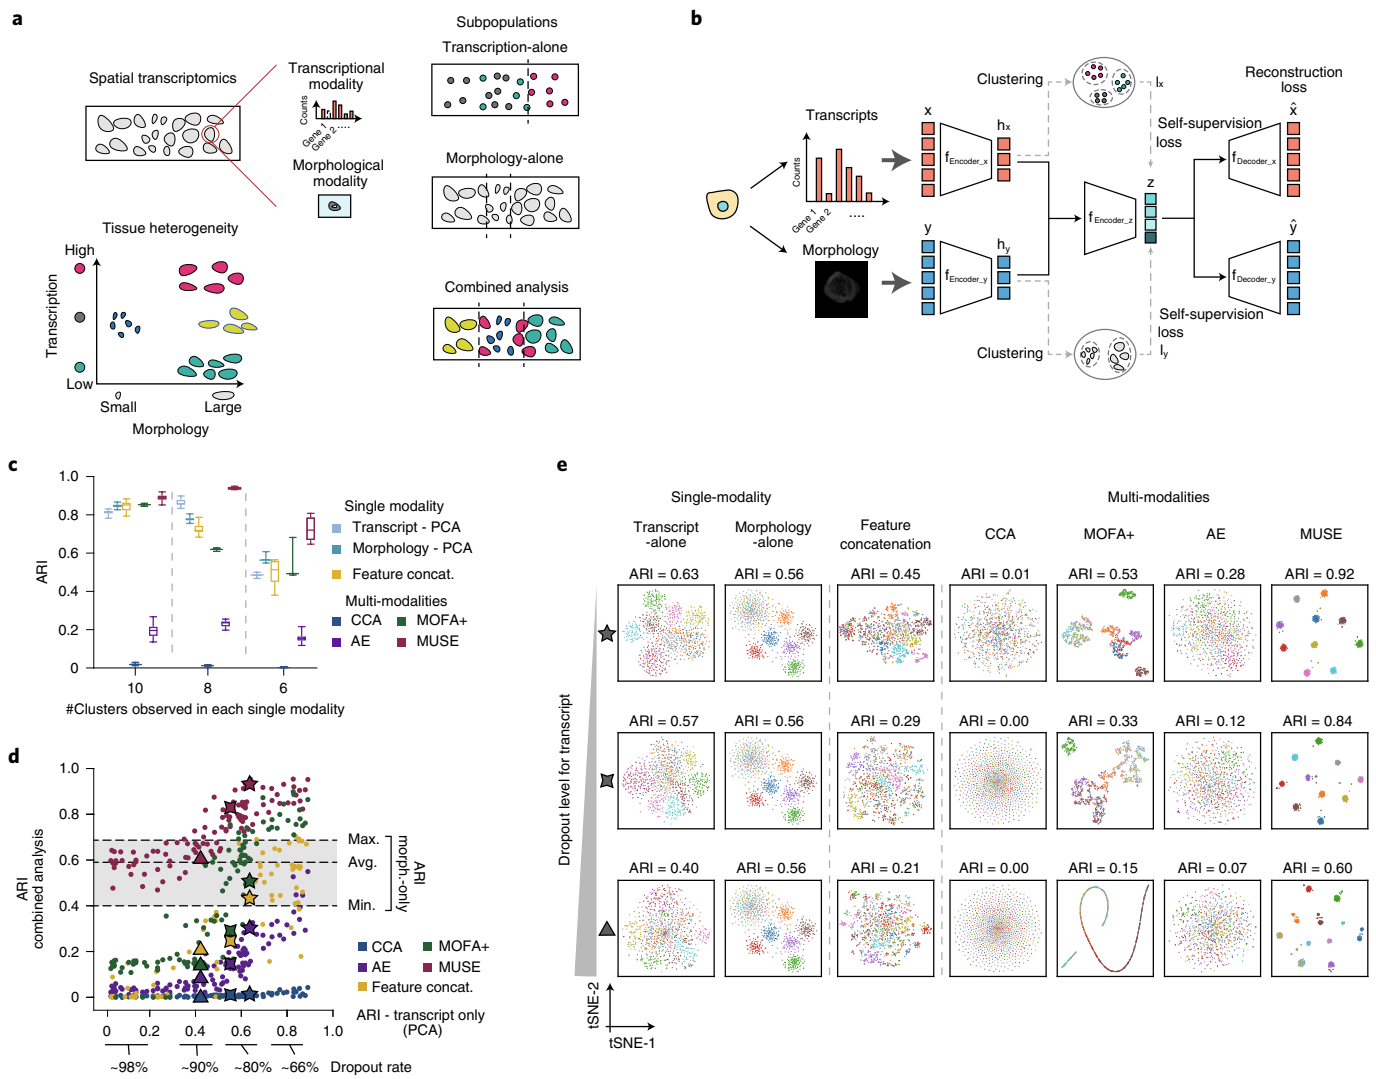 a
Spatial transcriptomics
Transcriptional
modality
Counts
Gene 1
Gene 2
....
Morphological
modality
Tissue heterogeneity
High
Transcription
Low
Small
Large
Morphology
Subpopulations
Transcription-alone
Morphology-alone
Combined analysis
b
Transcripts
Counts
Gene 1
Gene 2
....
Morphology
x
fEncoder_x
hx
y
fEncoder_y
hy
Clustering
lx
Self-supervision
loss
fEncoder_z
z
Clustering
Self-supervision
loss
ly
Reconstruction
loss
x̂
fDecoder_x
ŷ
fDecoder_y
c
1.0
0.8
0.6
0.4
0.2
0
ARI
10
8
6
#Clusters observed in each single modality
Single modality
Transcript - PCA
Morphology - PCA
Feature concat.
Multi-modalities
CCA
MOFA+
AE
MUSE
d
1.0
0.8
0.6
0.4
0.2
0
ARI
combined analysis
Max.
Avg.
Min.
ARI
morph.-only
CCA
MOFA+
AE
MUSE
Feature concat.
0
0.2
0.4
0.6
0.8
1.0
ARI - transcript only
(PCA)
~98%
~90%
~80%
~66%
Dropout rate
e
Single-modality
Multi-modalities
Transcript
-alone
Morphology
-alone
Feature
concatenation
CCA
MOFA+
AE
MUSE
Dropout level for transcript
ARI = 0.63
ARI = 0.56
ARI = 0.45
ARI = 0.01
ARI = 0.53
ARI = 0.28
ARI = 0.92
ARI = 0.57
ARI = 0.56
ARI = 0.29
ARI = 0.00
ARI = 0.33
ARI = 0.12
ARI = 0.84
ARI = 0.40
ARI = 0.56
ARI = 0.21
ARI = 0.00
ARI = 0.15
ARI = 0.07
ARI = 0.60
tSNE-2
tSNE-1